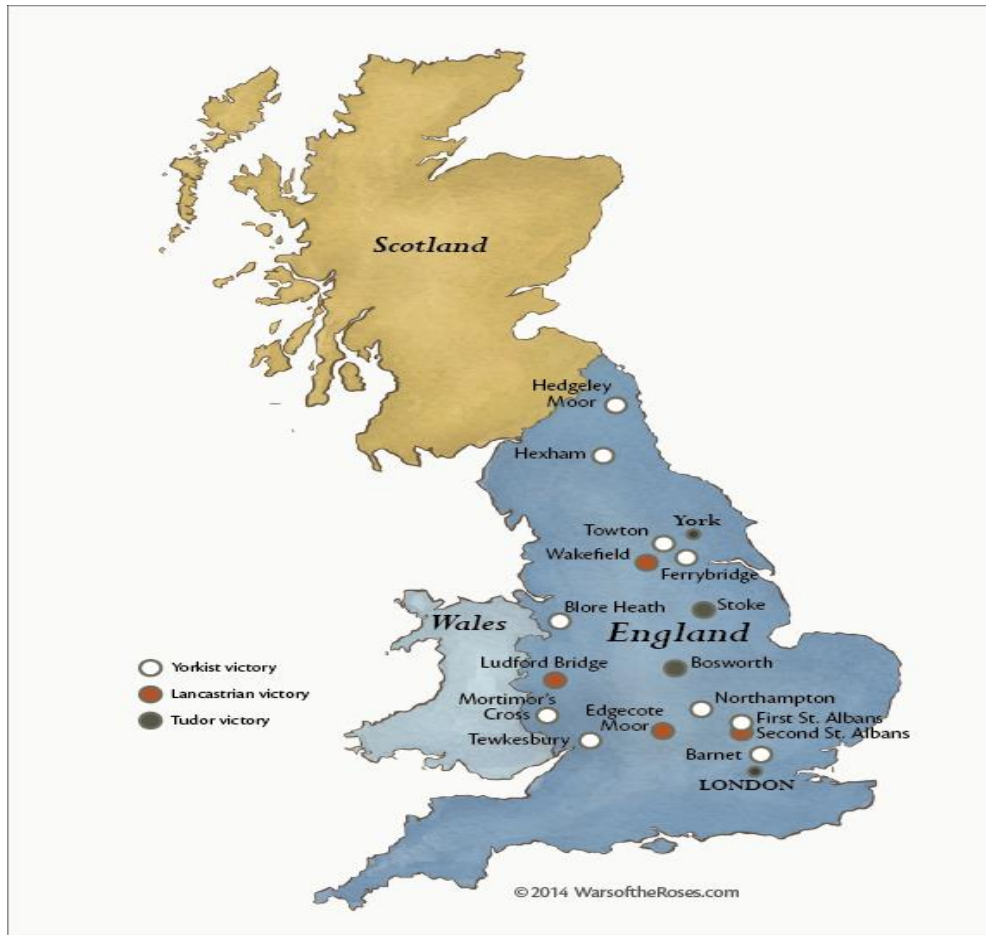 Scotland
Hedgeley
Moor
Hexham
York
Towton
Wakefield
Ferrybridge
Blore Heath
Stoke
Wales
England
Ludford Bridge
Bosworth
Yorkist victory
Lancastrian victory
Tudor victory
Mortimor's
Cross
Northampton
Edgecote
Moor
First St. Albans
Second St. Albans
Tewkesbury
Barnet
LONDON
© 2014 WarsoftheRoses.com